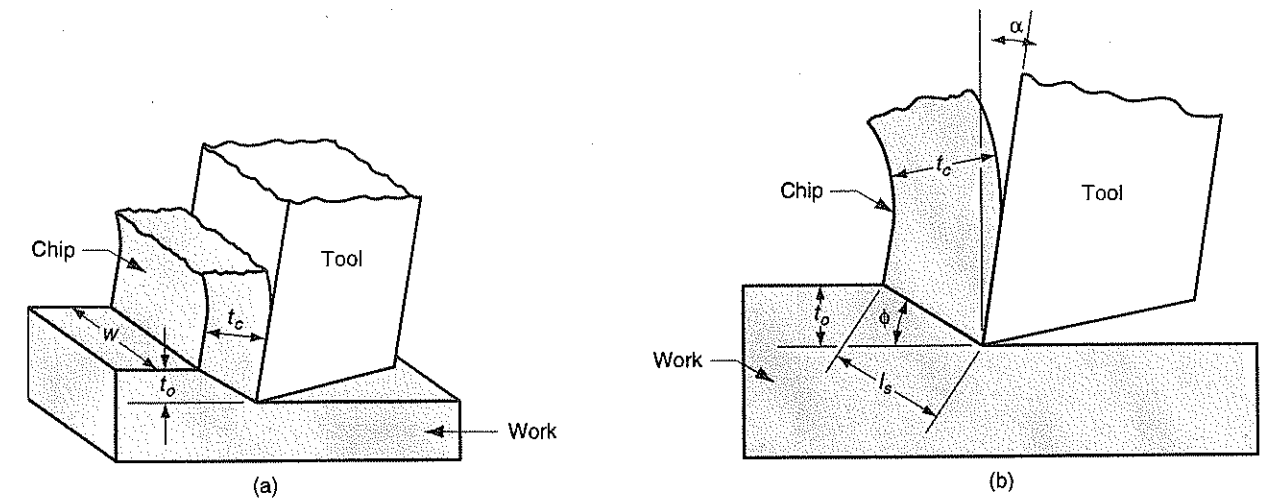 Chip
Tool
t_c
w
t_o
Work
(a)
α
t_c
Chip
Tool
t_o
ϕ
Work
l_s
(b)